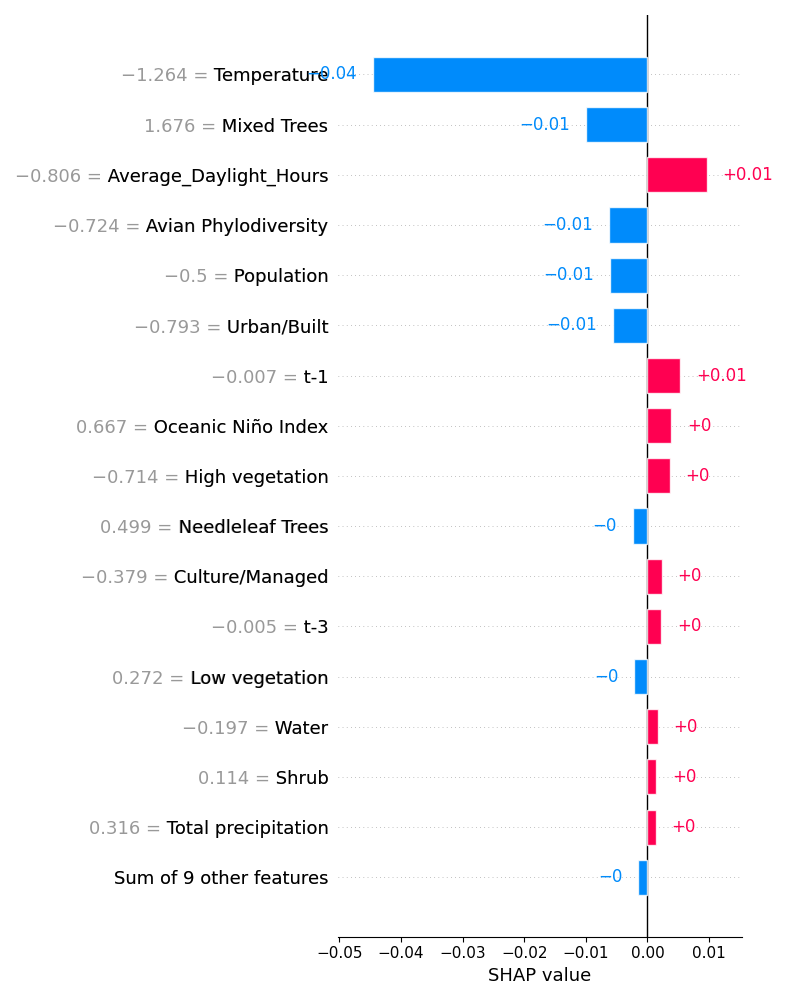 −1.264 = Temperature −0.04
1.676 = Mixed Trees −0.01
−0.806 = Average_Daylight_Hours +0.01
−0.724 = Avian Phylodiversity −0.01
−0.5 = Population −0.01
−0.793 = Urban/Built −0.01
−0.007 = t-1 +0.01
0.667 = Oceanic Niño Index +0
−0.714 = High vegetation +0
0.499 = Needleleaf Trees −0
−0.379 = Culture/Managed +0
−0.005 = t-3 +0
0.272 = Low vegetation −0
−0.197 = Water +0
0.114 = Shrub +0
0.316 = Total precipitation +0
Sum of 9 other features −0
−0.05 −0.04 −0.03 −0.02 −0.01 0.00 0.01
SHAP value